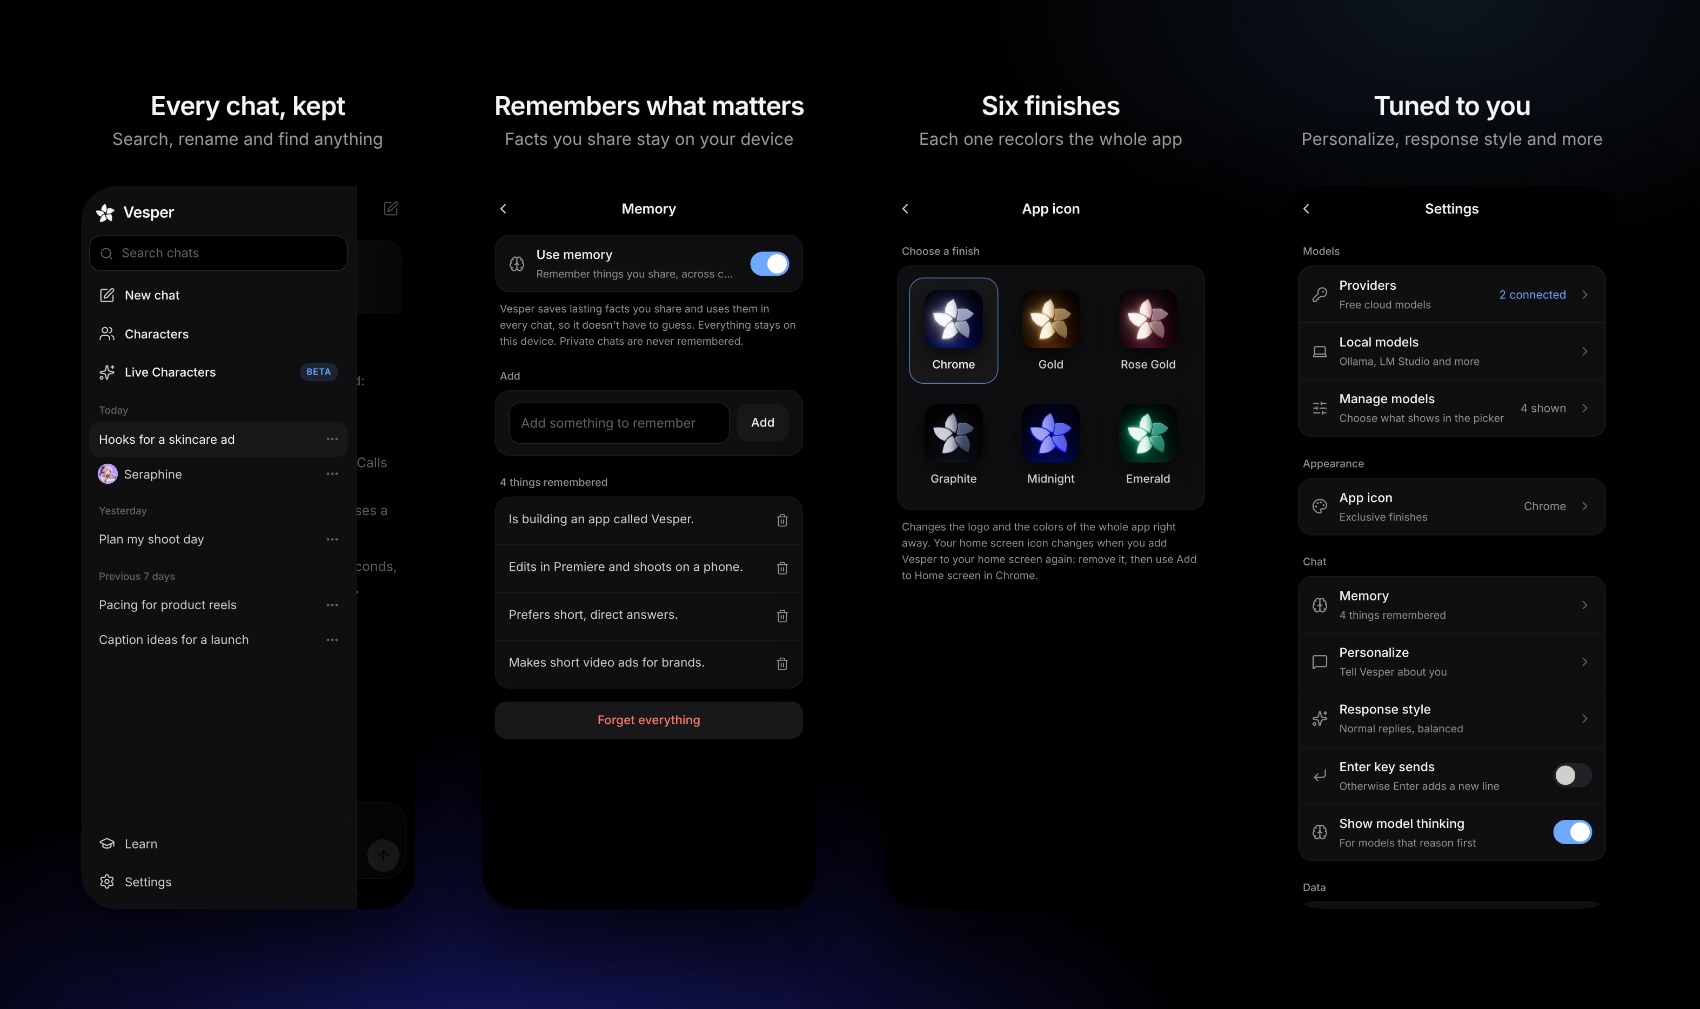 Every chat, kept
Search, rename and find anything
Vesper
Search chats
New chat
Characters
Live Characters
BETA
Today
Hooks for a skincare ad
Seraphine
Yesterday
Plan my shoot day
Previous 7 days
Pacing for product reels
Caption ideas for a launch
Learn
Settings
d:
Calls
ses a
conds,
Remembers what matters
Facts you share stay on your device
Memory
Use memory
Remember things you share, across c...
Vesper saves lasting facts you share and uses them in
every chat, so it doesn't have to guess. Everything stays on
this device. Private chats are never remembered.
Add
Add something to remember
Add
4 things remembered
Is building an app called Vesper.
Edits in Premiere and shoots on a phone.
Prefers short, direct answers.
Makes short video ads for brands.
Forget everything
Six finishes
Each one recolors the whole app
App icon
Choose a finish
Chrome
Gold
Rose Gold
Graphite
Midnight
Emerald
Changes the logo and the colors of the whole app right
away. Your home screen icon changes when you add
Vesper to your home screen again: remove it, then use Add
to Home screen in Chrome.
Tuned to you
Personalize, response style and more
Settings
Models
Providers
Free cloud models
2 connected
Local models
Ollama, LM Studio and more
Manage models
Choose what shows in the picker
4 shown
Appearance
App icon
Exclusive finishes
Chrome
Chat
Memory
4 things remembered
Personalize
Tell Vesper about you
Response style
Normal replies, balanced
Enter key sends
Otherwise Enter adds a new line
Show model thinking
For models that reason first
Data